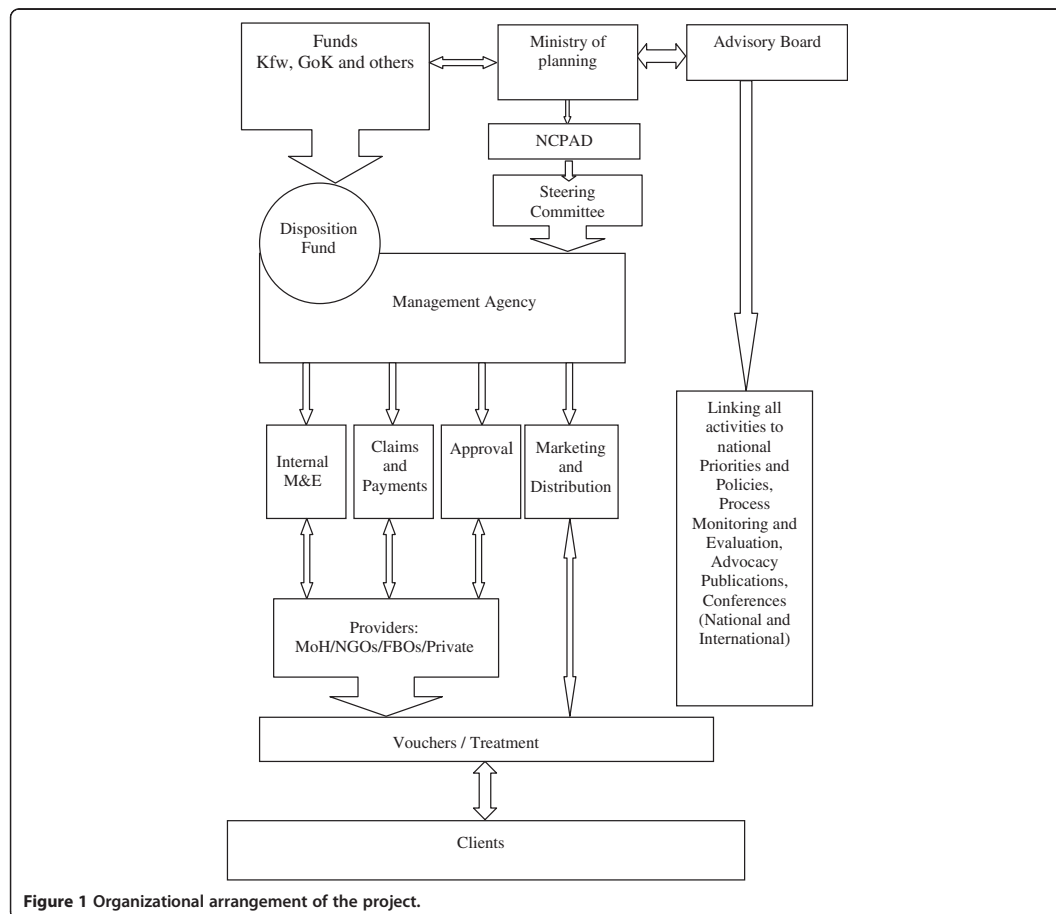 Funds
Kfw, GoK and others
Ministry of
planning
Advisory Board
NCPAD
Steering
Committee
Disposition
Fund
Management Agency
Internal
M&E
Claims
and
Payments
Approval
Marketing
and
Distribution
Linking all
activities to
national
Priorities and
Policies,
Process
Monitoring and
Evaluation,
Advocacy
Publications,
Conferences
(National and
International)
Providers:
MoH/NGOs/FBOs/Private
Vouchers / Treatment
Clients
Figure 1 Organizational arrangement of the project.